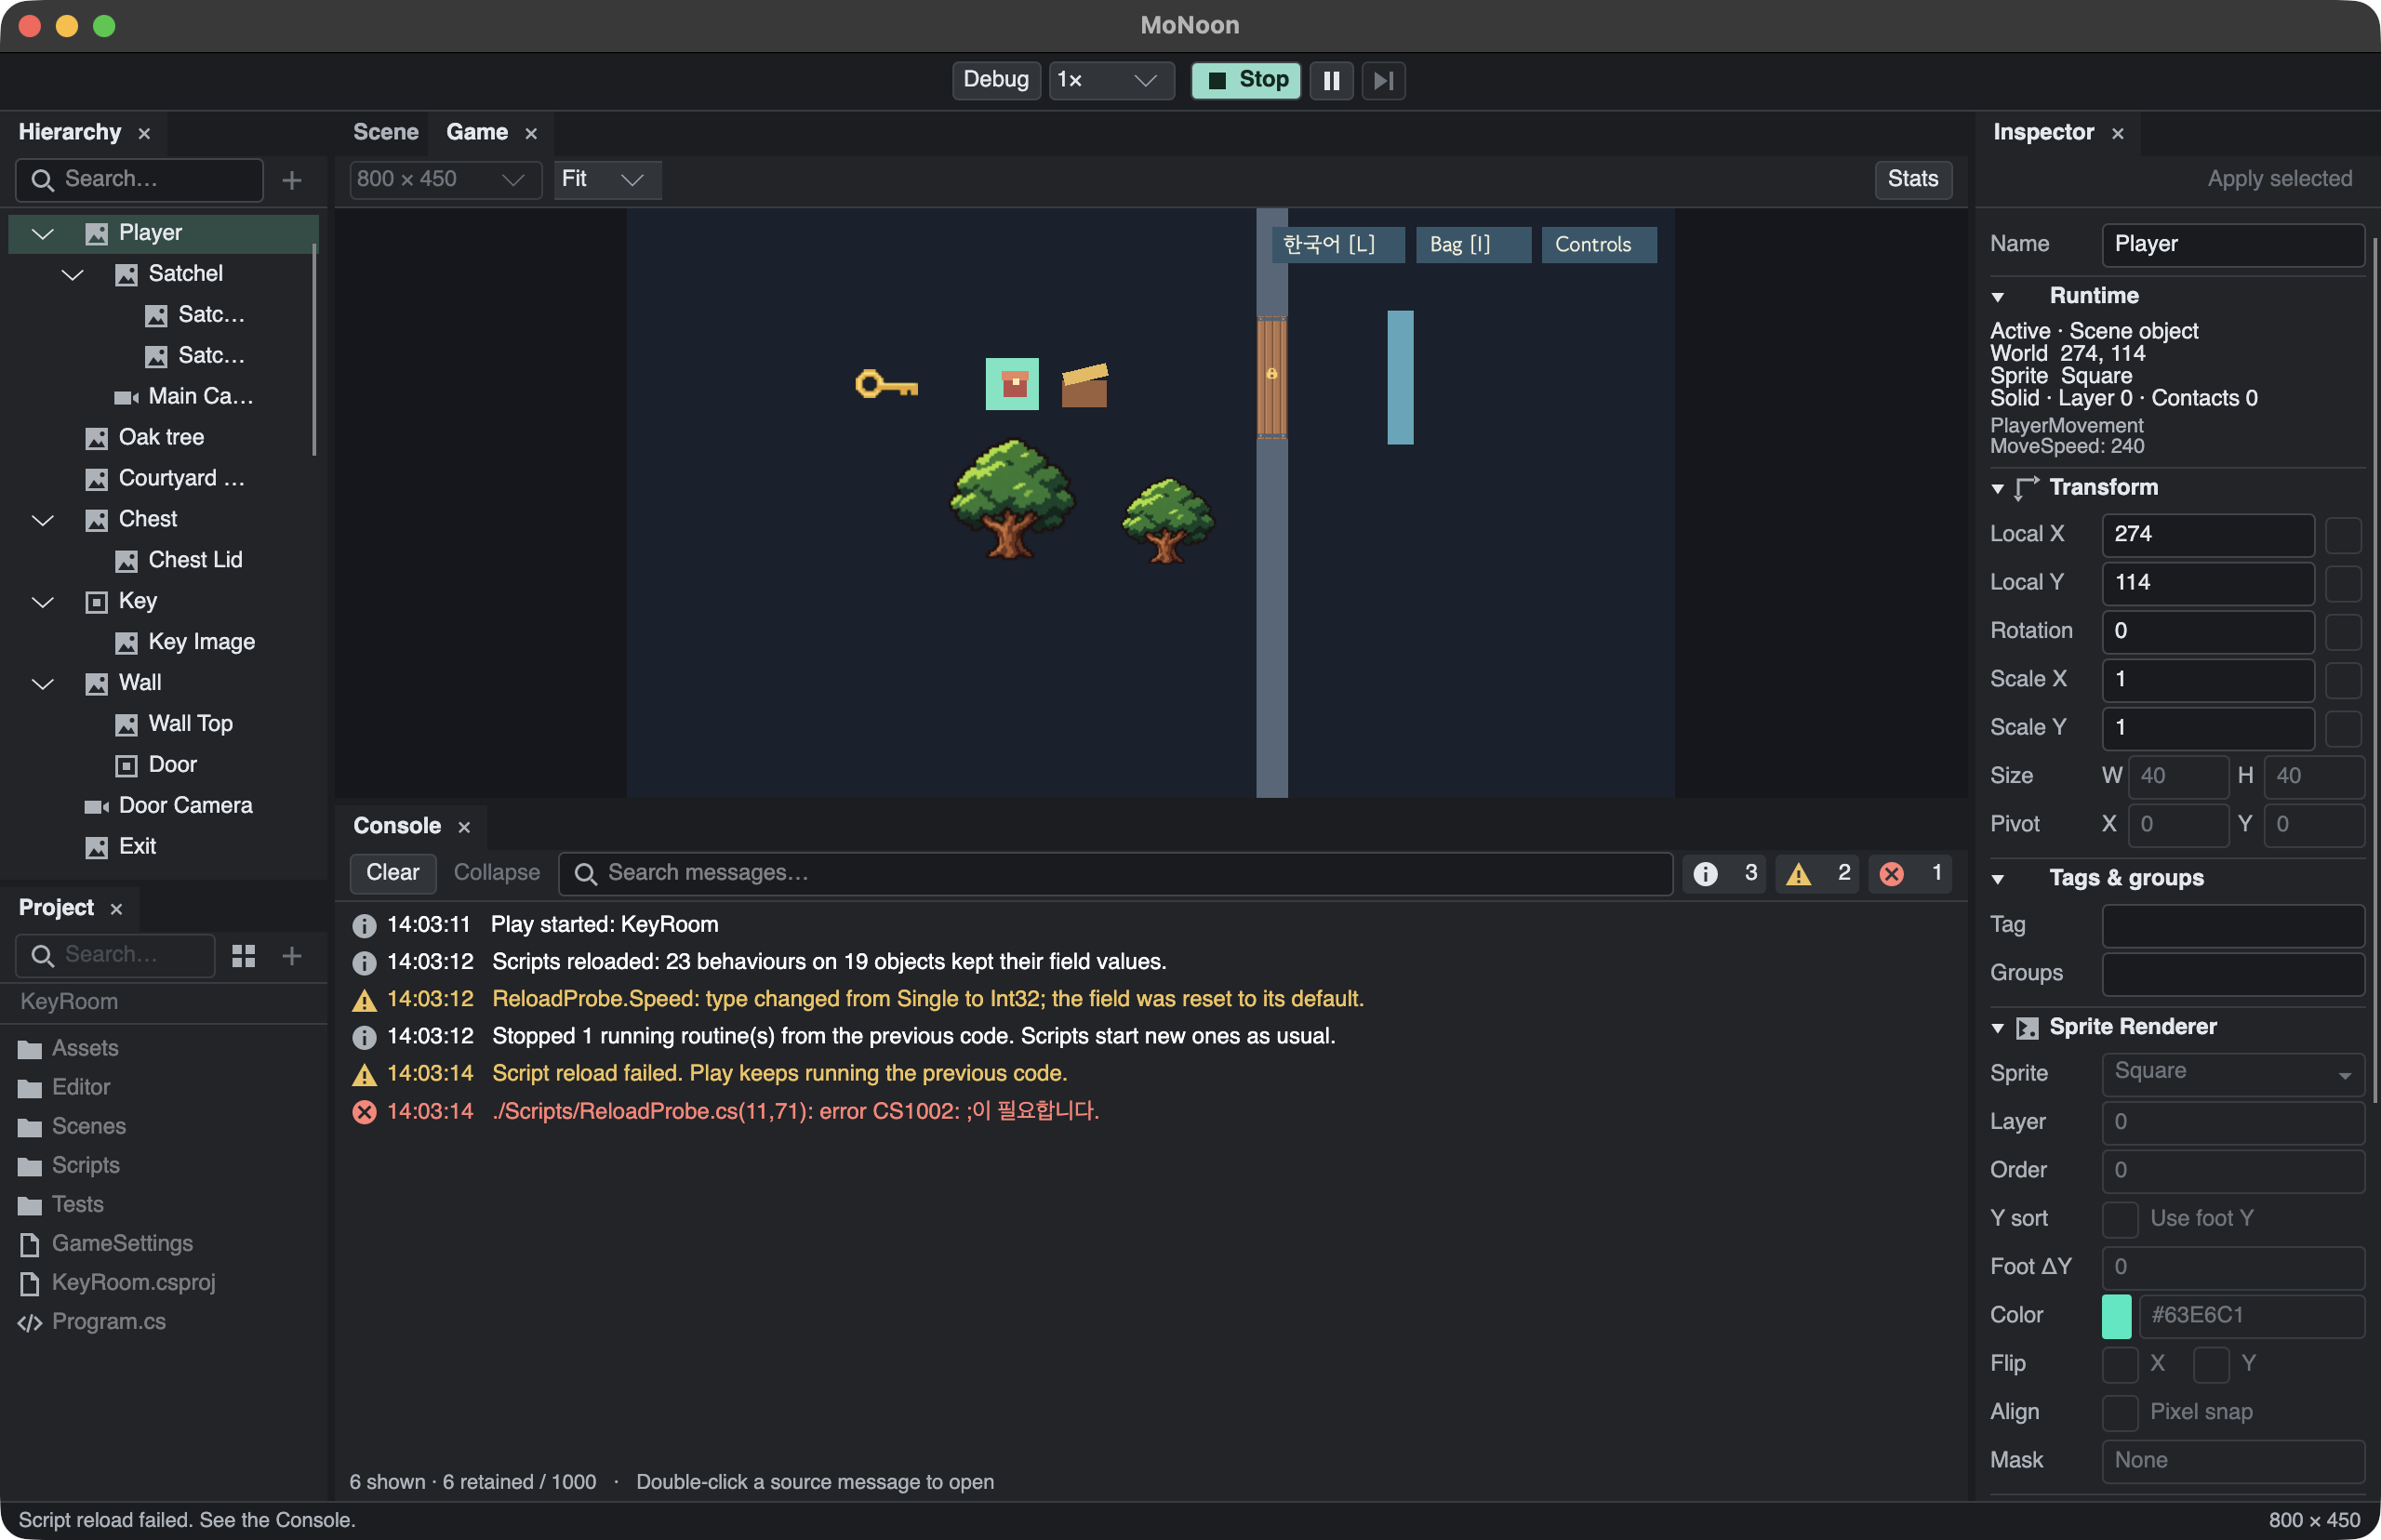 MoNoon
Debug 1× Stop
Hierarchy
Search...
Player
Satchel
Satc...
Satc...
Main Ca...
Oak tree
Courtyard ...
Chest
Chest Lid
Key
Key Image
Wall
Wall Top
Door
Door Camera
Exit
Project
Search...
KeyRoom
Assets
Editor
Scenes
Scripts
Tests
GameSettings
KeyRoom.csproj
Program.cs
Scene Game
800 × 450 Fit Stats
한국어 [L] Bag [I] Controls
Console
Clear Collapse Search messages... 3 2 1
14:03:11 Play started: KeyRoom
14:03:12 Scripts reloaded: 23 behaviours on 19 objects kept their field values.
14:03:12 ReloadProbe.Speed: type changed from Single to Int32; the field was reset to its default.
14:03:12 Stopped 1 running routine(s) from the previous code. Scripts start new ones as usual.
14:03:14 Script reload failed. Play keeps running the previous code.
14:03:14 ./Scripts/ReloadProbe.cs(11,71): error CS1002: ;이 필요합니다.
6 shown · 6 retained / 1000 · Double-click a source message to open
Inspector
Apply selected
Name Player
Runtime
Active · Scene object
World 274, 114
Sprite Square
Solid · Layer 0 · Contacts 0
PlayerMovement
MoveSpeed: 240
Transform
Local X 274
Local Y 114
Rotation 0
Scale X 1
Scale Y 1
Size W 40 H 40
Pivot X 0 Y 0
Tags & groups
Tag
Groups
Sprite Renderer
Sprite Square
Layer 0
Order 0
Y sort Use foot Y
Foot ΔY 0
Color #63E6C1
Flip X Y
Align Pixel snap
Mask None
Script reload failed. See the Console.
800 × 450